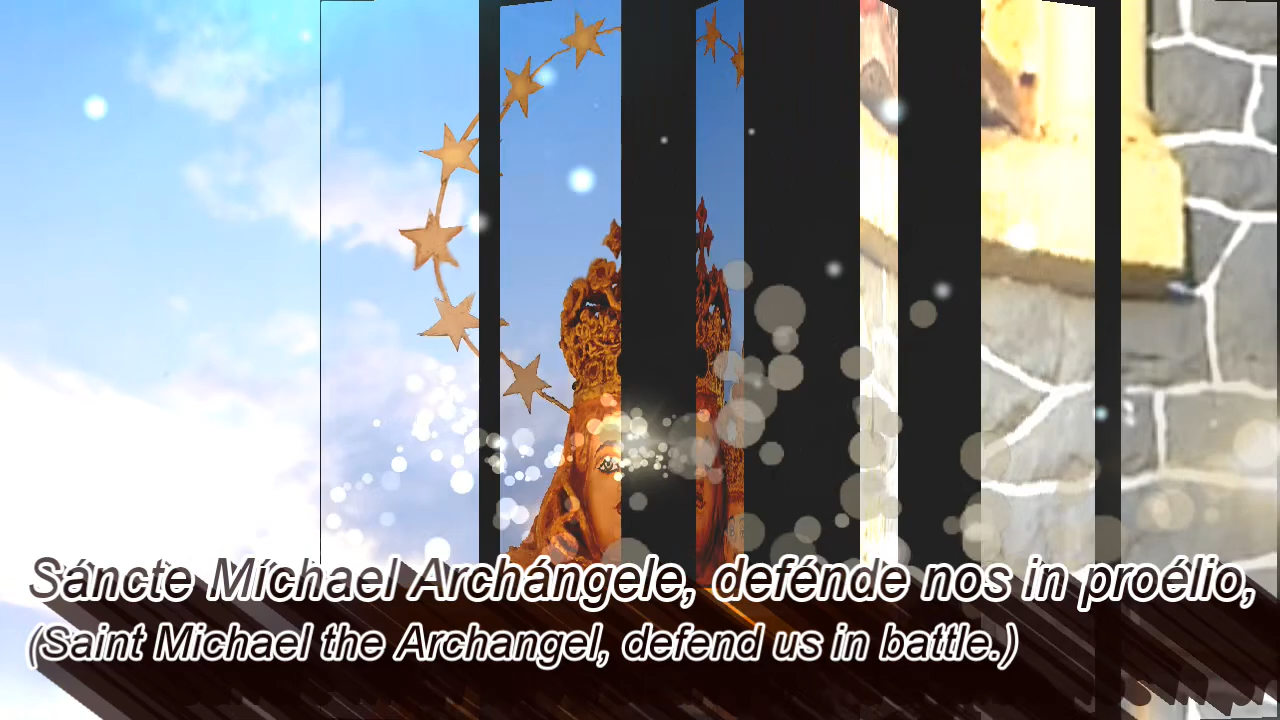 Sáncte Míchael Archángele, defénde nos in proélio,
(Saint Michael the Archangel, defend us in battle.)